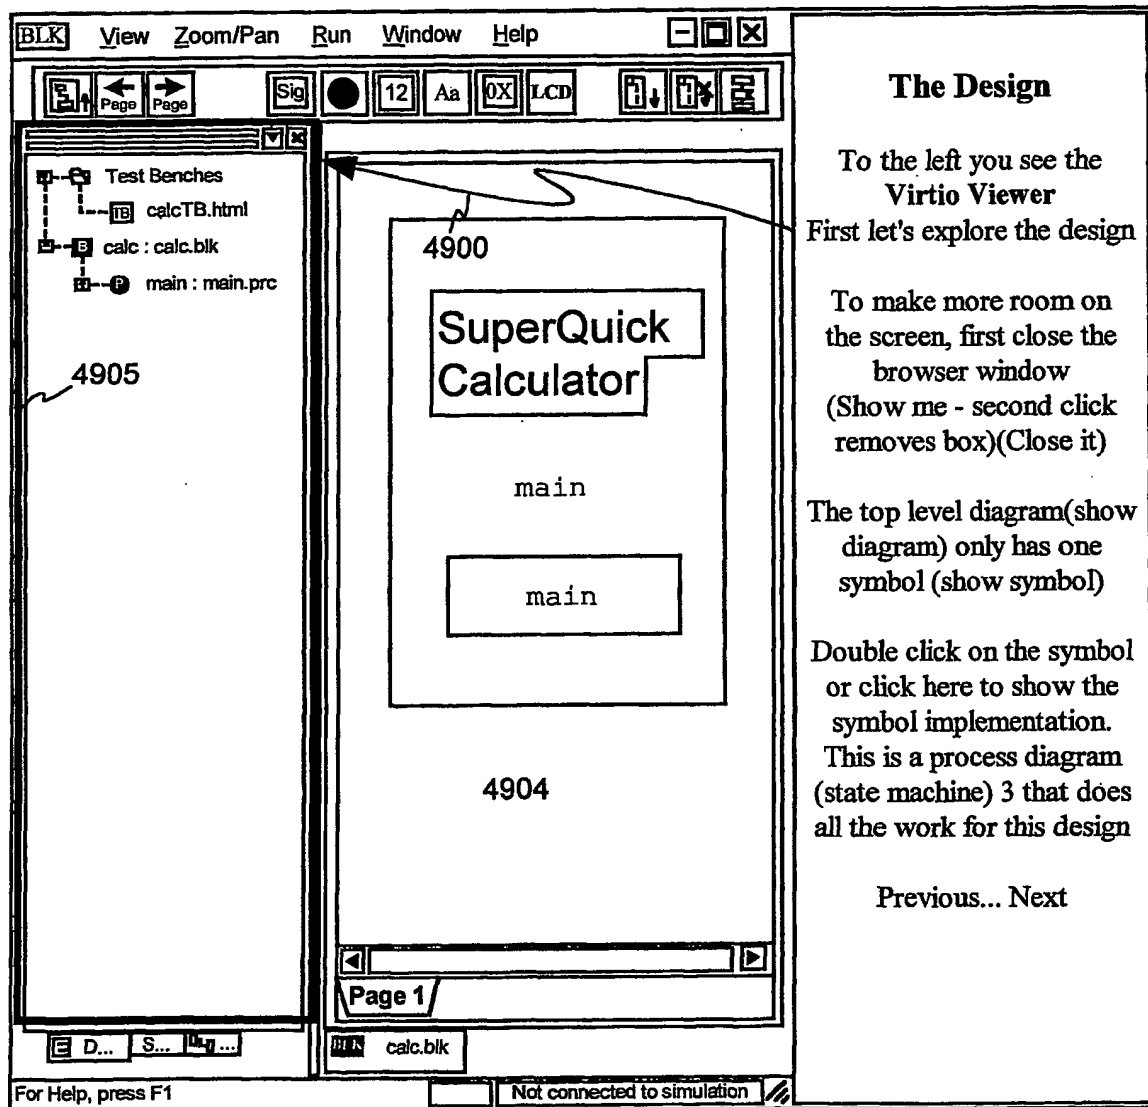 BLK View Zoom/Pan Run Window Help
Page Page Sig 12 Aa 0X LCD
Test Benches
TB calcTB.html
B calc : calc.blk
P main : main.prc
4905
D... S... ...
4900
SuperQuick
Calculator
main
main
4904
Page 1
BLK calc.blk
For Help, press F1
Not connected to simulation
The Design
To the left you see the
Virtio Viewer
First let's explore the design
To make more room on
the screen, first close the
browser window
(Show me - second click
removes box)(Close it)
The top level diagram(show
diagram) only has one
symbol (show symbol)
Double click on the symbol
or click here to show the
symbol implementation.
This is a process diagram
(state machine) 3 that does
all the work for this design
Previous... Next